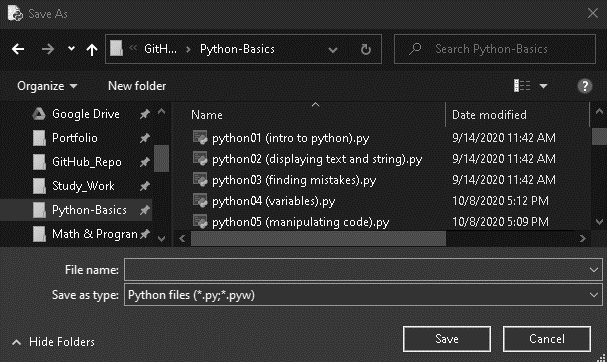 Save As
« GitH... > Python-Basics
Search Python-Basics
Organize
New folder
?
Google Drive
Portfolio
GitHub_Repo
Study_Work
Python-Basics
Math & Progran
Name Date modified
python01 (intro to python).py 9/14/2020 11:42 AM
python02 (displaying text and string).py 9/14/2020 11:42 AM
python03 (finding mistakes).py 9/14/2020 11:42 AM
python04 (variables).py 10/8/2020 5:12 PM
python05 (manipulating code).py 10/8/2020 5:09 PM
File name:
Save as type: Python files (*.py;*.pyw)
Hide Folders
Save
Cancel